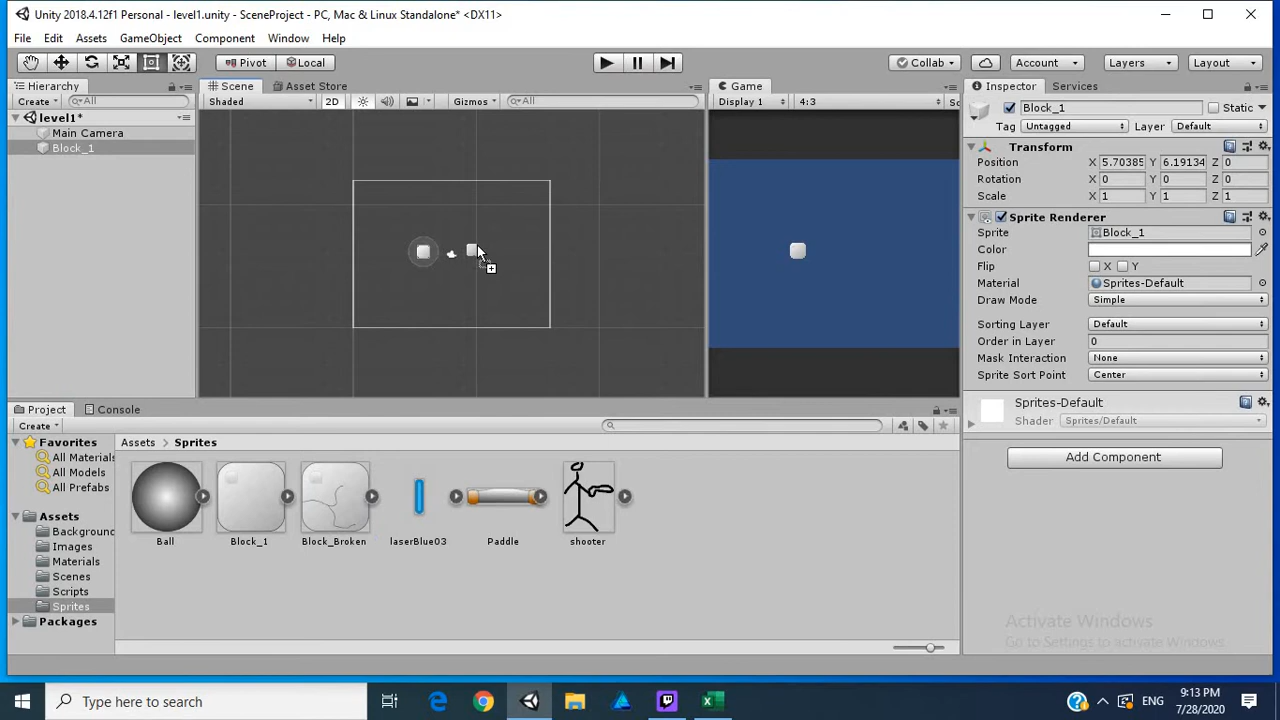 Unity 2018.4.12f1 Personal - level1.unity - SceneProject - PC, Mac & Linux Standalone* <DX11>
File Edit Assets GameObject Component Window Help
Pivot Local Collab Account Layers Layout
Hierarchy Scene Asset Store Game Inspector Services
Create All Shaded 2D Gizmos All Display 1 4:3 Sc Block_1 Static
level1*
Main Camera
Block_1
Tag Untagged Layer Default
Transform
Position X 5.70385 Y 6.19134 Z 0
Rotation X 0 Y 0 Z 0
Scale X 1 Y 1 Z 1
Sprite Renderer
Sprite Block_1
Color
Flip X Y
Material Sprites-Default
Draw Mode Simple
Sorting Layer Default
Order in Layer 0
Mask Interaction None
Sprite Sort Point Center
Sprites-Default
Shader Sprites/Default
Add Component
Project Console
Create
Favorites
All Materials
All Models
All Prefabs
Assets
Background
Images
Materials
Scenes
Scripts
Sprites
Packages
Assets > Sprites
Ball Block_1 Block_Broken laserBlue03 Paddle shooter
Activate Windows
Go to Settings to activate Windows.
Type here to search
ENG
9:13 PM
7/28/2020